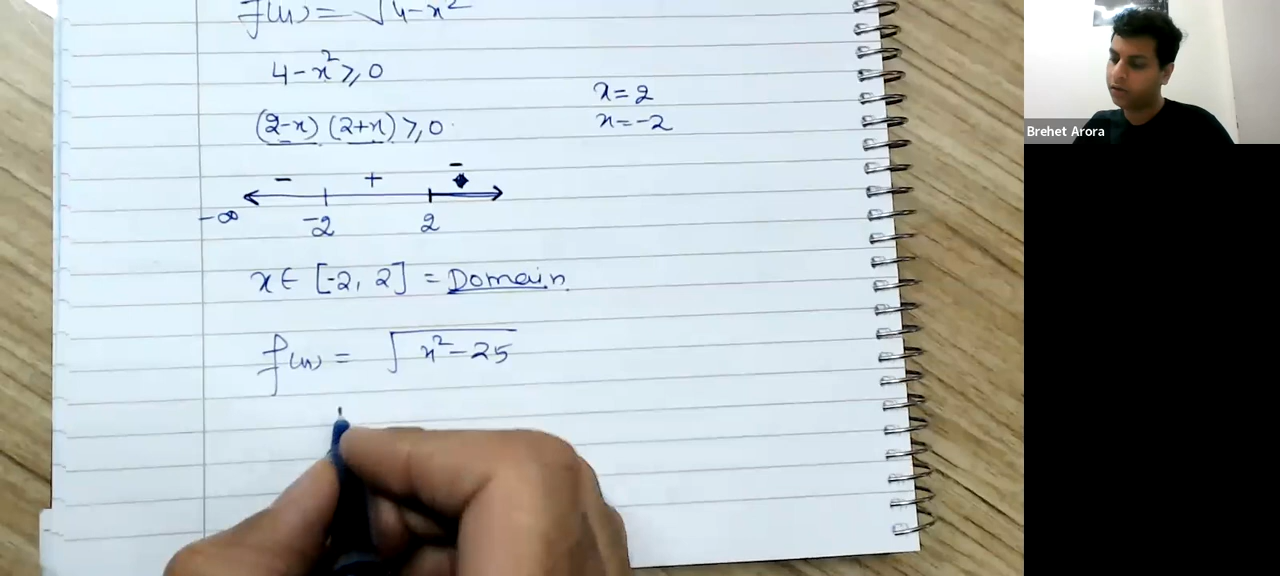 f(x) = √4-x²
4-x² ≥ 0
x = 2
x = -2
(2-x) (2+x) ≥ 0
- + -
-∞ -2 2
x ∈ [-2, 2] = Domain
f(x) = √x²-25
Brehet Arora